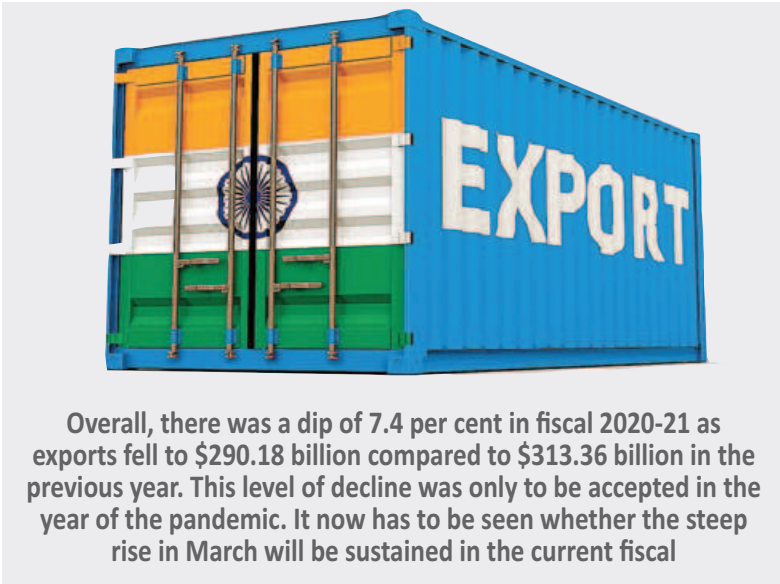 EXPORT
Overall, there was a dip of 7.4 per cent in fiscal 2020-21 as
exports fell to $290.18 billion compared to $313.36 billion in the
previous year. This level of decline was only to be accepted in the
year of the pandemic. It now has to be seen whether the steep
rise in March will be sustained in the current fiscal